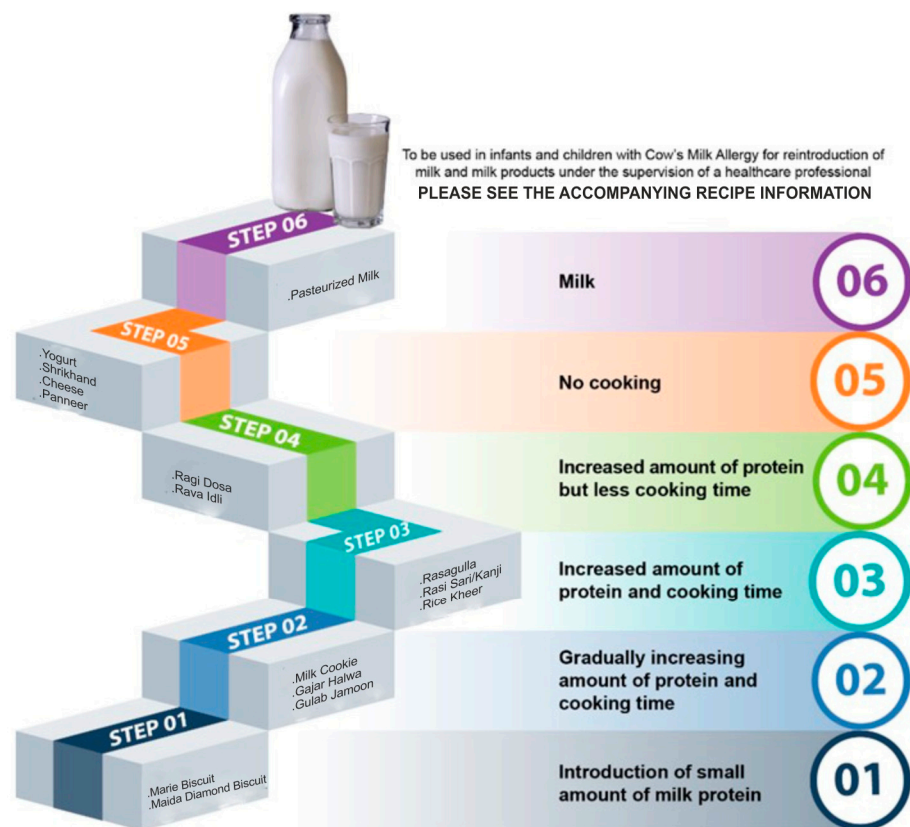 To be used in infants and children with Cow's Milk Allergy for reintroduction of
milk and milk products under the supervision of a healthcare professional
PLEASE SEE THE ACCOMPANYING RECIPE INFORMATION
STEP 06
.Pasteurized Milk
Milk
06
STEP 05
.Yogurt
.Shrikhand
.Cheese
.Panneer
No cooking
05
STEP 04
.Ragi Dosa
.Rava Idli
Increased amount of protein
but less cooking time
04
STEP 03
.Rasagulla
.Rasi Sari/Kanji
.Rice Kheer
Increased amount of
protein and cooking time
03
STEP 02
.Milk Cookie
.Gajar Halwa
.Gulab Jamoon
Gradually increasing
amount of protein and
cooking time
02
STEP 01
.Marie Biscuit
.Maida Diamond Biscuit
Introduction of small
amount of milk protein
01